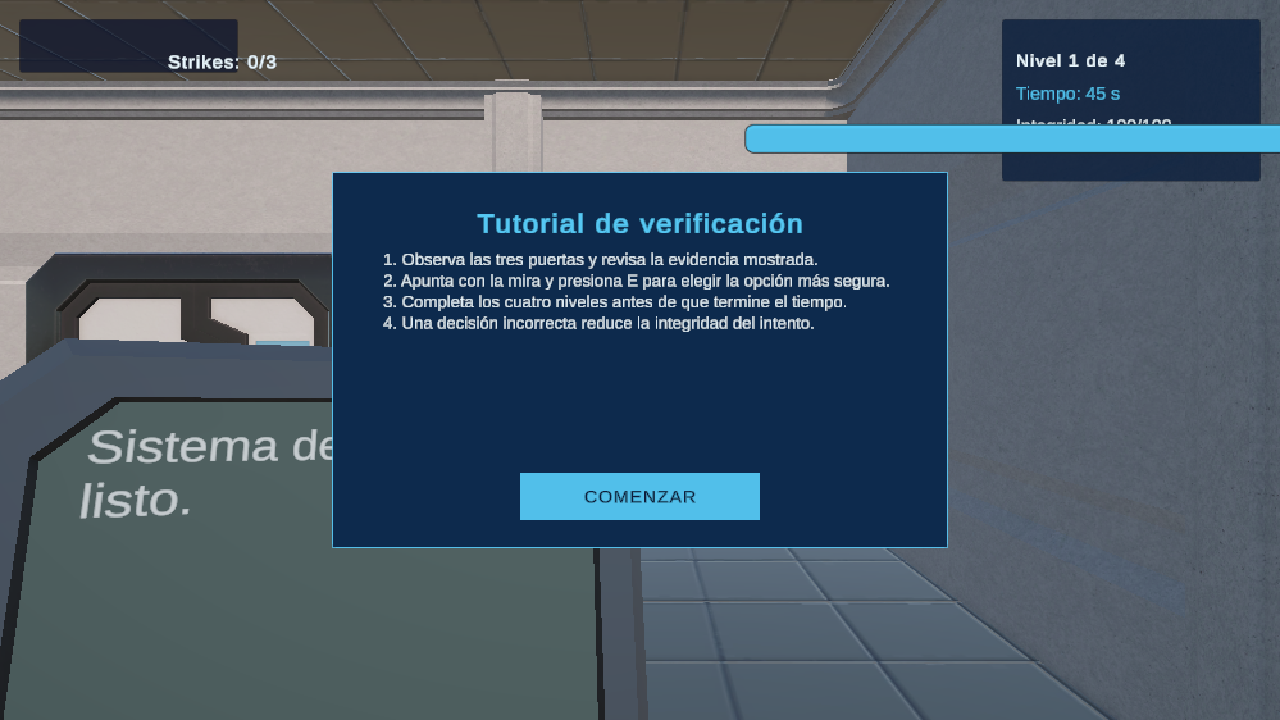 Strikes: 0/3
Nivel 1 de 4
Tiempo: 45 s
Integridad: 100/100
Tutorial de verificación
1. Observa las tres puertas y revisa la evidencia mostrada.
2. Apunta con la mira y presiona E para elegir la opción más segura.
3. Completa los cuatro niveles antes de que termine el tiempo.
4. Una decisión incorrecta reduce la integridad del intento.
Sistema de
listo.
COMENZAR